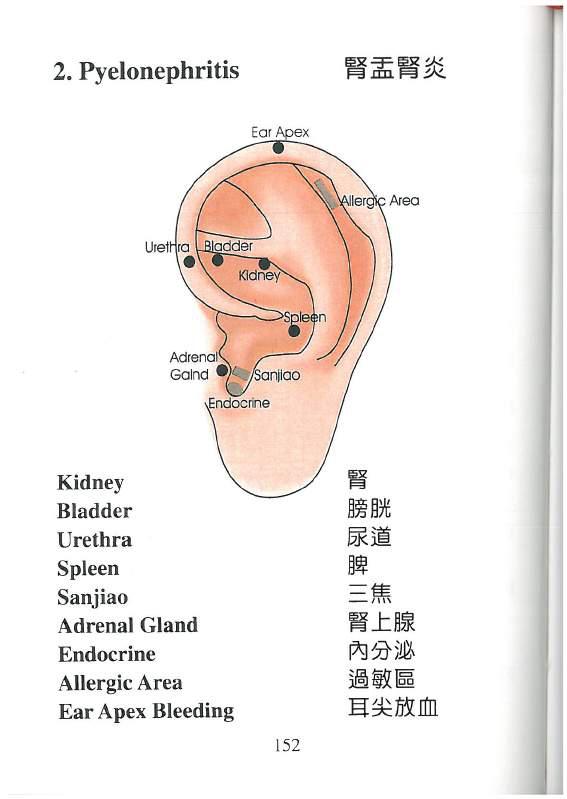 2. Pyelonephritis 腎盂腎炎
Ear Apex
Allergic Area
Urethra Bladder
Kidney
Spleen
Adrenal
Galnd
Sanjiao
Endocrine
Kidney 腎
Bladder 膀胱
Urethra 尿道
Spleen 脾
Sanjiao 三焦
Adrenal Gland 腎上腺
Endocrine 內分泌
Allergic Area 過敏區
Ear Apex Bleeding 耳尖放血
152